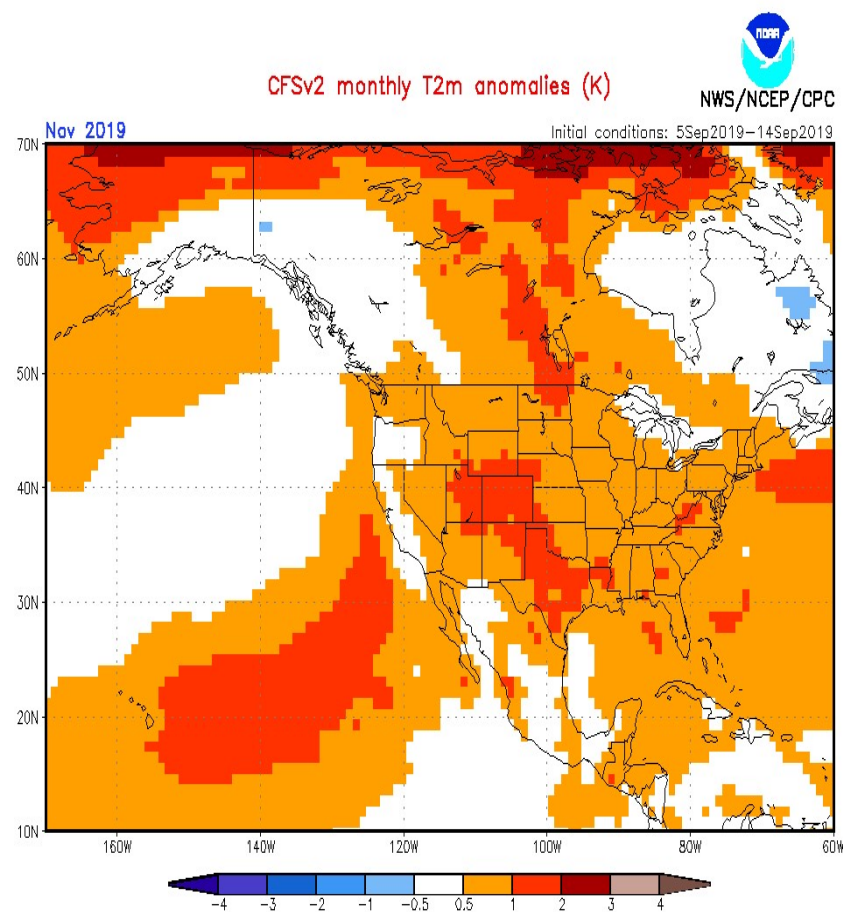 NOAA
CFSv2 monthly T2m anomalies (K)
NWS/NCEP/CPC
Nov 2019
Initial conditions: 5Sep2019-14Sep2019
70N
60N
50N
40N
30N
20N
10N
160W 140W 120W 100W 80W 60W
-4 -3 -2 -1 -0.5 0.5 1 2 3 4